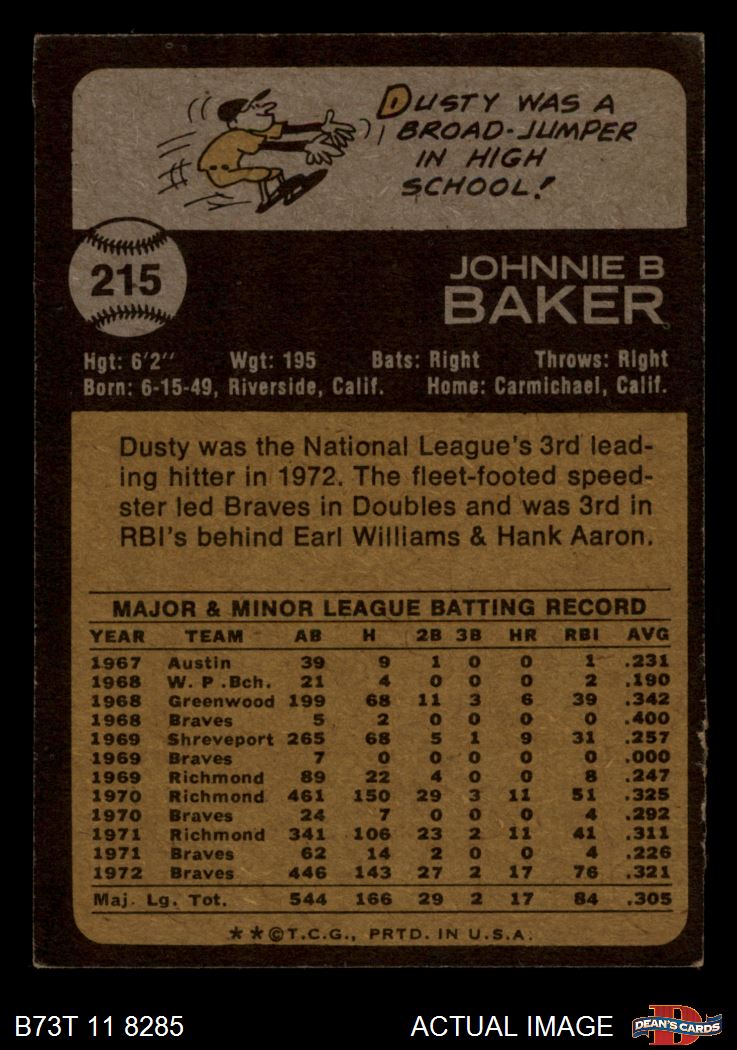 DUSTY WAS A
BROAD-JUMPER
IN HIGH
SCHOOL!
215
JOHNNIE B
BAKER
Hgt: 6'2" Wgt: 195 Bats: Right Throws: Right
Born: 6-15-49, Riverside, Calif. Home: Carmichael, Calif.
Dusty was the National League's 3rd lead-
ing hitter in 1972. The fleet-footed speed-
ster led Braves in Doubles and was 3rd in
RBI's behind Earl Williams & Hank Aaron.
MAJOR & MINOR LEAGUE BATTING RECORD
YEAR TEAM AB H 2B 3B HR RBI AVG
1967 Austin 39 9 1 0 0 1 .231
1968 W. P. Bch. 21 4 0 0 0 2 .190
1968 Greenwood 199 68 11 3 6 39 .342
1968 Braves 5 2 0 0 0 0 .400
1969 Shreveport 265 68 5 1 9 31 .257
1969 Braves 7 0 0 0 0 0 .000
1969 Richmond 89 22 4 0 0 8 .247
1970 Richmond 461 150 29 3 11 51 .325
1970 Braves 24 7 0 0 0 4 .292
1971 Richmond 341 106 23 2 11 41 .311
1971 Braves 62 14 2 0 0 4 .226
1972 Braves 446 143 27 2 17 76 .321
Maj. Lg. Tot. 544 166 29 2 17 84 .305
**©T.C.G., PRTD. IN U.S.A.
B73T 11 8285 ACTUAL IMAGE DEAN'S CARDS